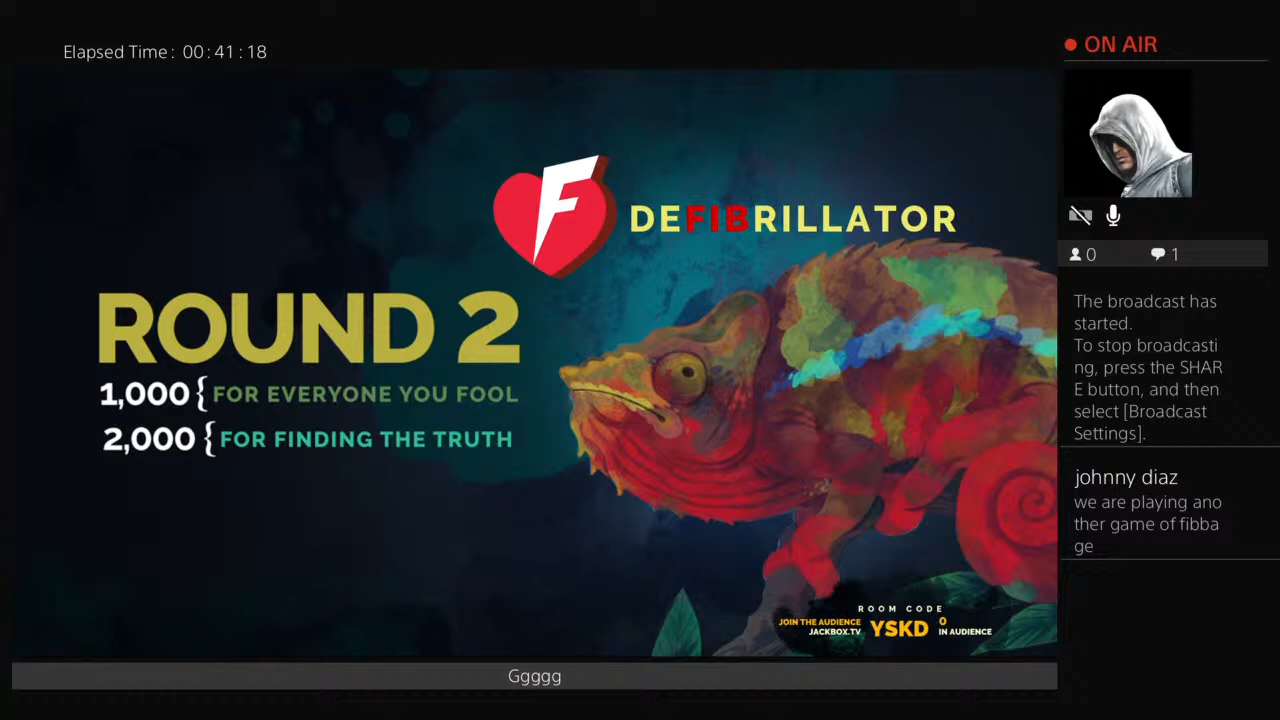 Elapsed Time: 00:41:18
ON AIR
F
DEFIBRILLATOR
ROUND 2
1,000 { FOR EVERYONE YOU FOOL
2,000 { FOR FINDING THE TRUTH
ROOM CODE
JOIN THE AUDIENCE
JACKBOX.TV
YSKD
0
IN AUDIENCE
Ggggg
0
1
The broadcast has
started.
To stop broadcasti
ng, press the SHAR
E button, and then
select [Broadcast
Settings].
johnny diaz
we are playing ano
ther game of fibba
ge